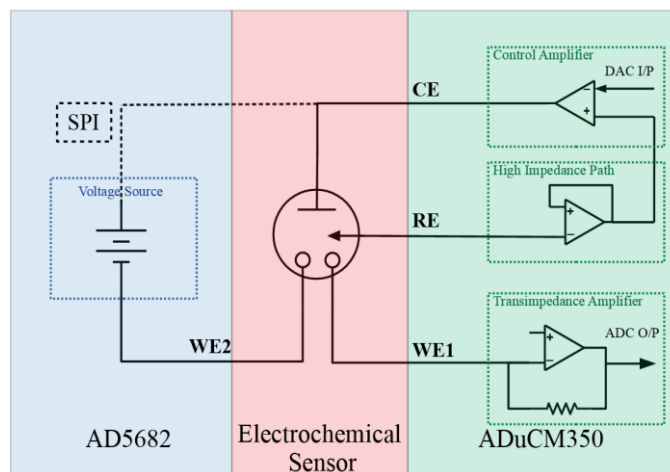 Control Amplifier
DAC I/P
CE
SPI
Voltage Source
High Impedance Path
RE
Transimpedance Amplifier
ADC O/P
WE2
WE1
AD5682
Electrochemical
Sensor
ADuCM350